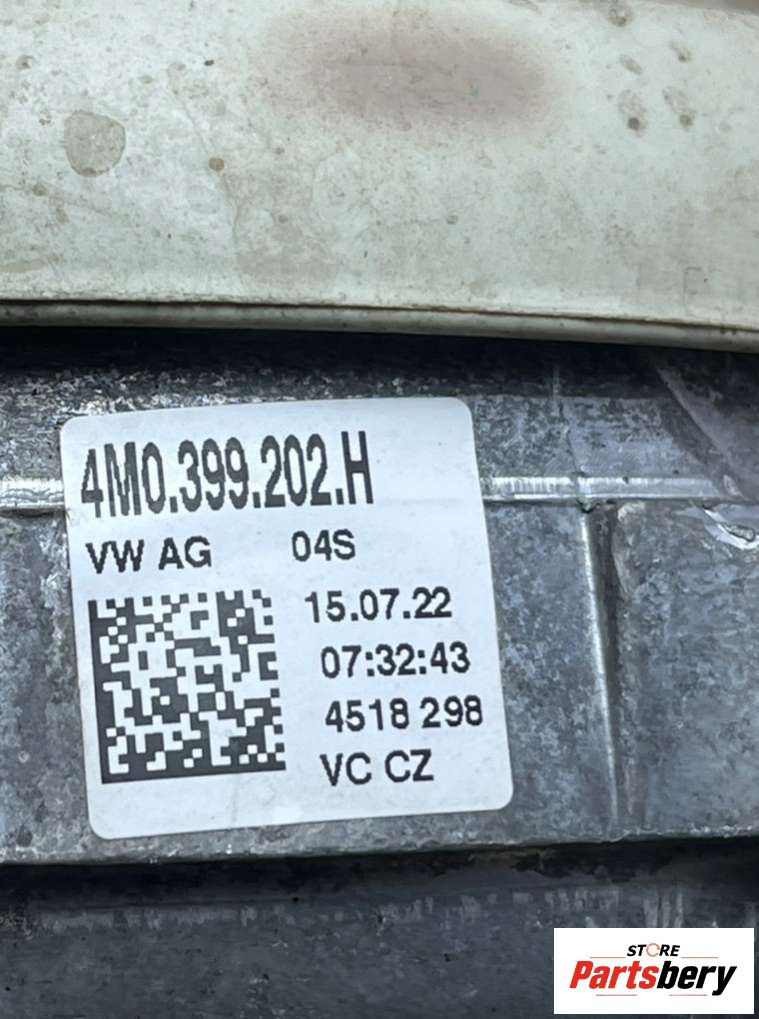 4M0.399.202.H
VW AG 04S
15.07.22
07:32:43
4518 298
VC CZ
STORE
Partsbery